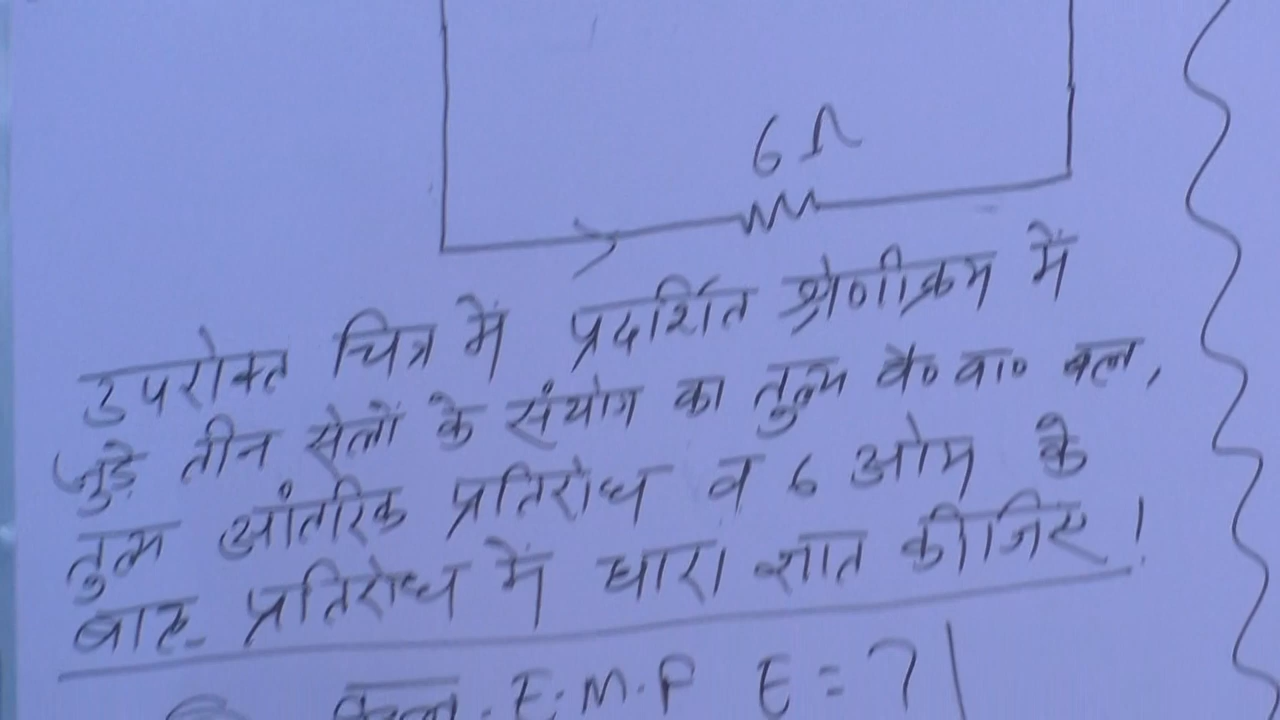 6Ω
उपरोक्त चित्र में प्रदर्शित श्रेणीक्रम में
जुड़े तीन सेलों के संयोग का तुल्य वै० वा० बल,
तुल्य आंतरिक प्रतिरोध व 6 ओम के
बाह्य प्रतिरोध में धारा ज्ञात कीजिए!
E.M.F E = ?